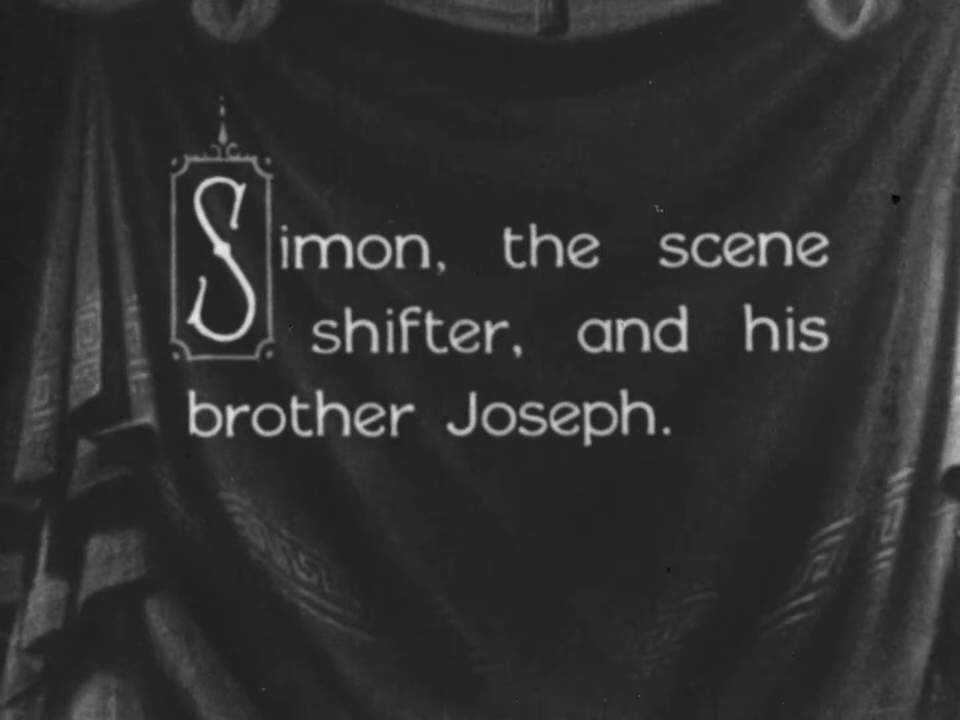 Simon, the scene
shifter, and his
brother Joseph.